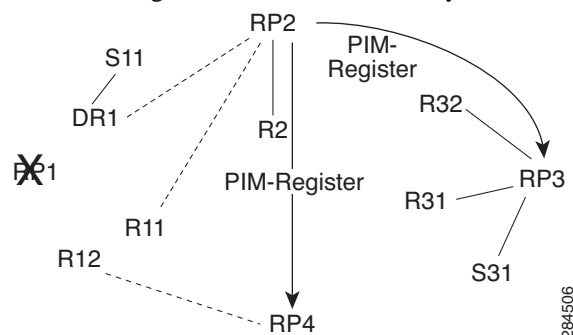 RP2
PIM-
Register
S11
DR1
R32
R2
RP1
RP3
PIM-Register
R31
R11
R12
S31
RP4
284506